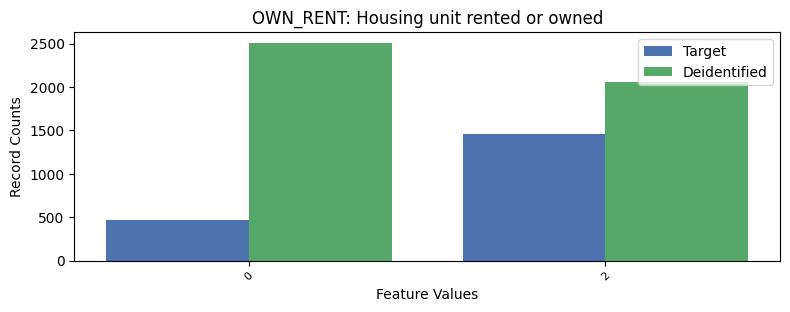 OWN_RENT: Housing unit rented or owned
Target
Deidentified
2500
2000
1500
1000
500
0
Record Counts
0
2
Feature Values